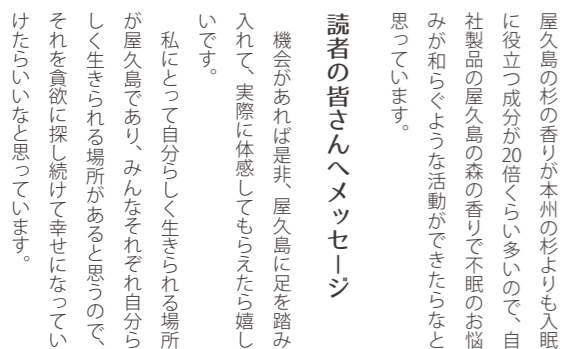 屋久島の杉の香りが本州の杉よりも入眠
に役立つ成分が20倍くらい多いので、自
社製品の屋久島の森の香りで不眠のお悩
みが和らぐような活動ができたらなと
思っています。
読者の皆さんへメッセージ
機会があれば是非、屋久島に足を踏み
入れて、実際に体感してもらえたら嬉し
いです。
私にとって自分らしく生きられる場所
が屋久島であり、みんなそれぞれ自分ら
しく生きられる場所があると思うので、
それを貪欲に探し続けて幸せになってい
けたらいいなと思っています。